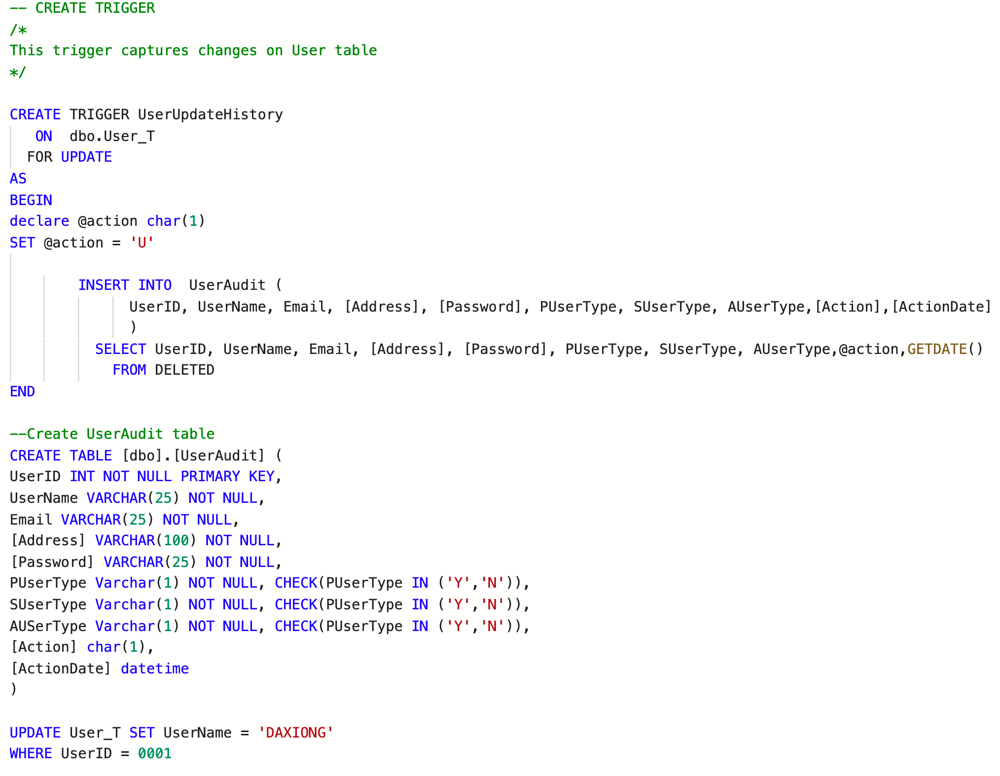 -- CREATE TRIGGER
/*
This trigger captures changes on User table
*/
CREATE TRIGGER UserUpdateHistory
ON  dbo.User_T
FOR UPDATE
AS
BEGIN
declare @action char(1)
SET @action = 'U'
INSERT INTO  UserAudit (
UserID, UserName, Email, [Address], [Password], PUserType, SUserType, AUserType,[Action],[ActionDate]
)
SELECT UserID, UserName, Email, [Address], [Password], PUserType, SUserType, AUserType,@action,GETDATE()
FROM DELETED
END
--Create UserAudit table
CREATE TABLE [dbo].[UserAudit] (
UserID INT NOT NULL PRIMARY KEY,
UserName VARCHAR(25) NOT NULL,
Email VARCHAR(25) NOT NULL,
[Address] VARCHAR(100) NOT NULL,
[Password] VARCHAR(25) NOT NULL,
PUserType Varchar(1) NOT NULL, CHECK(PUserType IN ('Y','N')),
SUserType Varchar(1) NOT NULL, CHECK(PUserType IN ('Y','N')),
AUSerType Varchar(1) NOT NULL, CHECK(PUserType IN ('Y','N')),
[Action] char(1),
[ActionDate] datetime
)
UPDATE User_T SET UserName = 'DAXIONG'
WHERE UserID = 0001